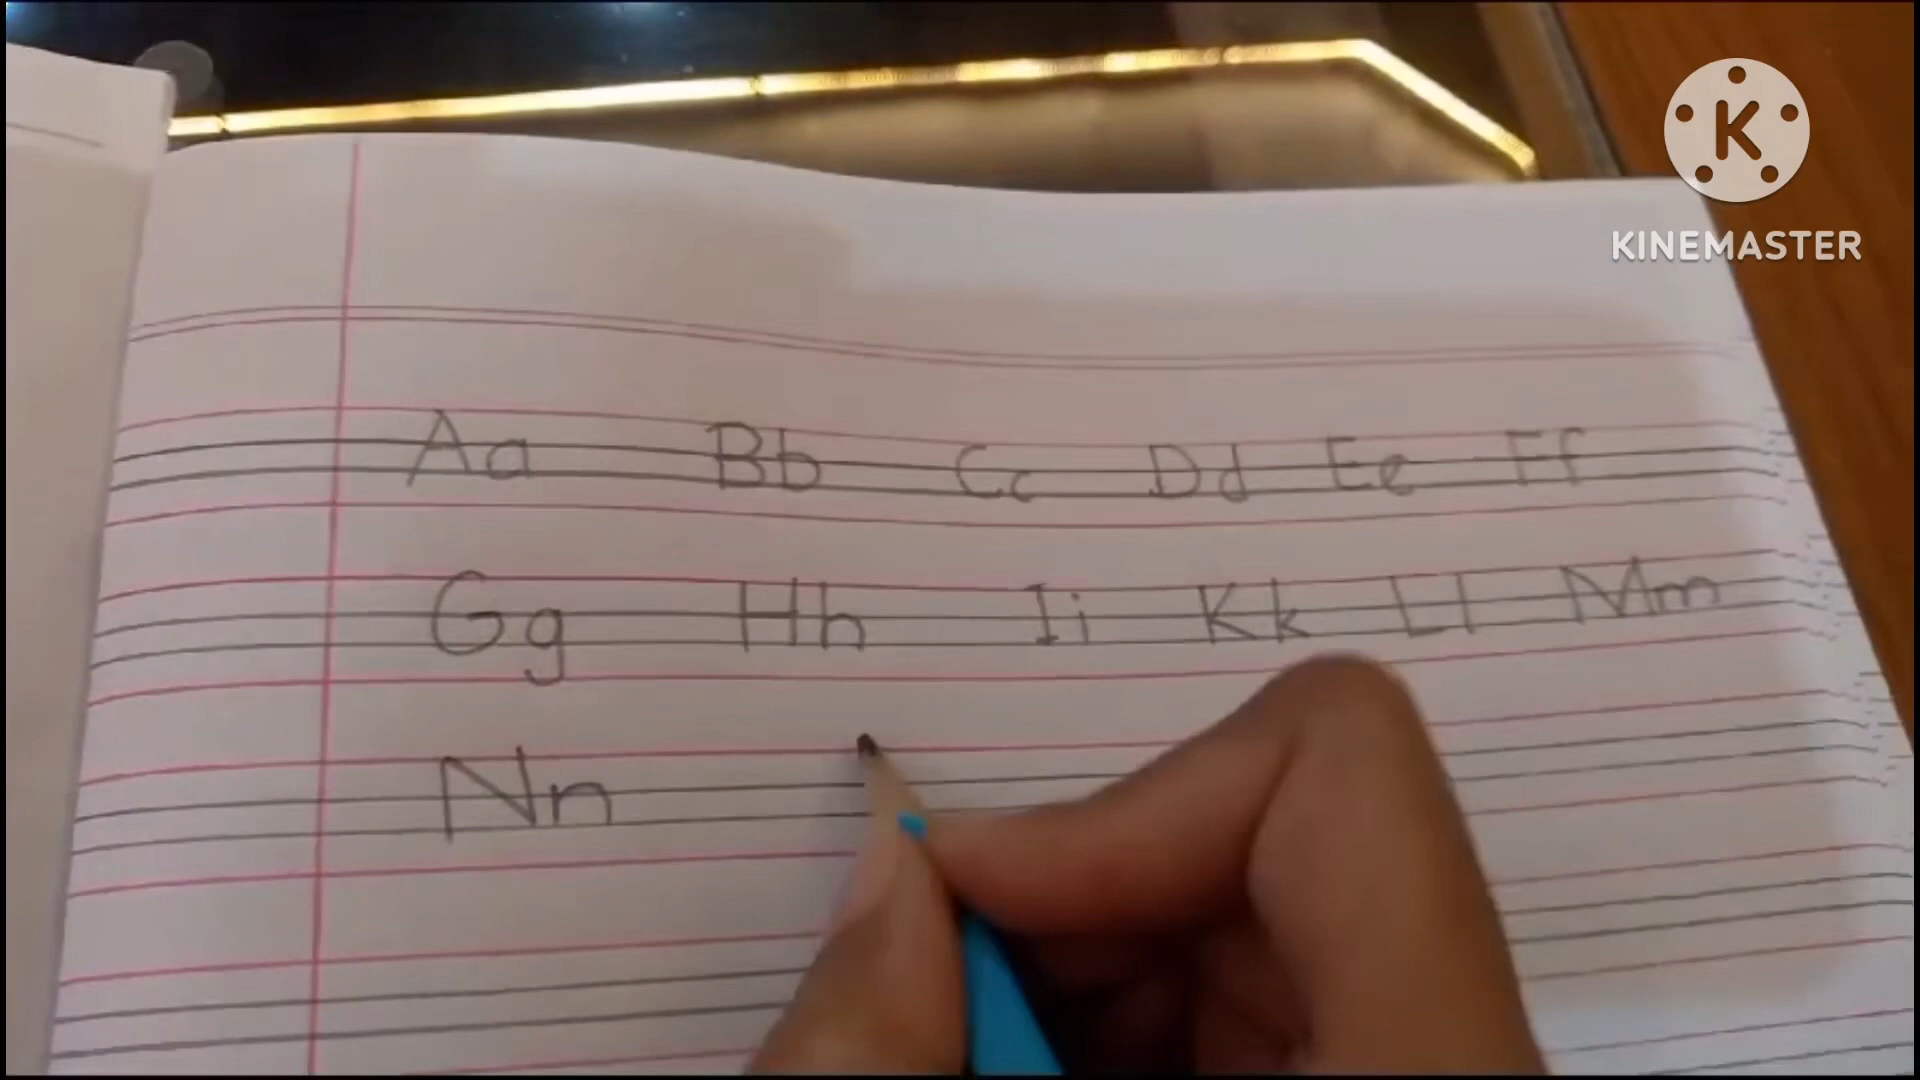 K
KINEMASTER
Aa Bb Cc Dd Ee Ff
Gg Hh Ii Kk Ll Mm
Nn